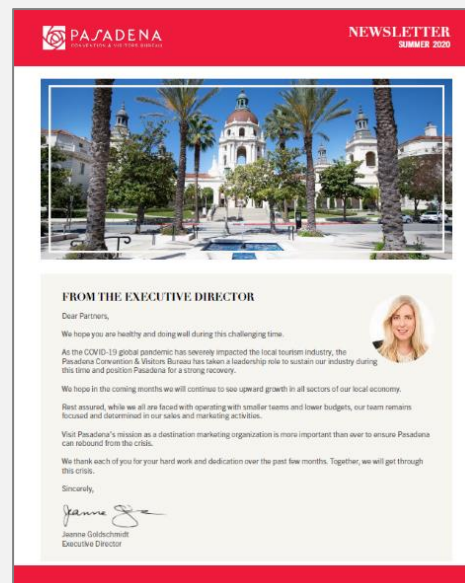 PASADENA
CONVENTION & VISITORS BUREAU
NEWSLETTER
SUMMER 2020
FROM THE EXECUTIVE DIRECTOR
Dear Partners,
We hope you are healthy and doing well during this challenging time.
As the COVID-19 global pandemic has severely impacted the local tourism industry, the
Pasadena Convention & Visitors Bureau has taken a leadership role to sustain our industry during
this time and position Pasadena for a strong recovery.
We hope in the coming months we will continue to see upward growth in all sectors of our local economy.
Rest assured, while we all are faced with operating with smaller teams and lower budgets, our team remains
focused and determined in our sales and marketing activities.
Visit Pasadena's mission as a destination marketing organization is more important than ever to ensure Pasadena
can rebound from the crisis.
We thank each of you for your hard work and dedication over the past few months. Together, we will get through
this crisis.
Sincerely,
Jeanne
Jeanne Goldschmidt
Executive Director